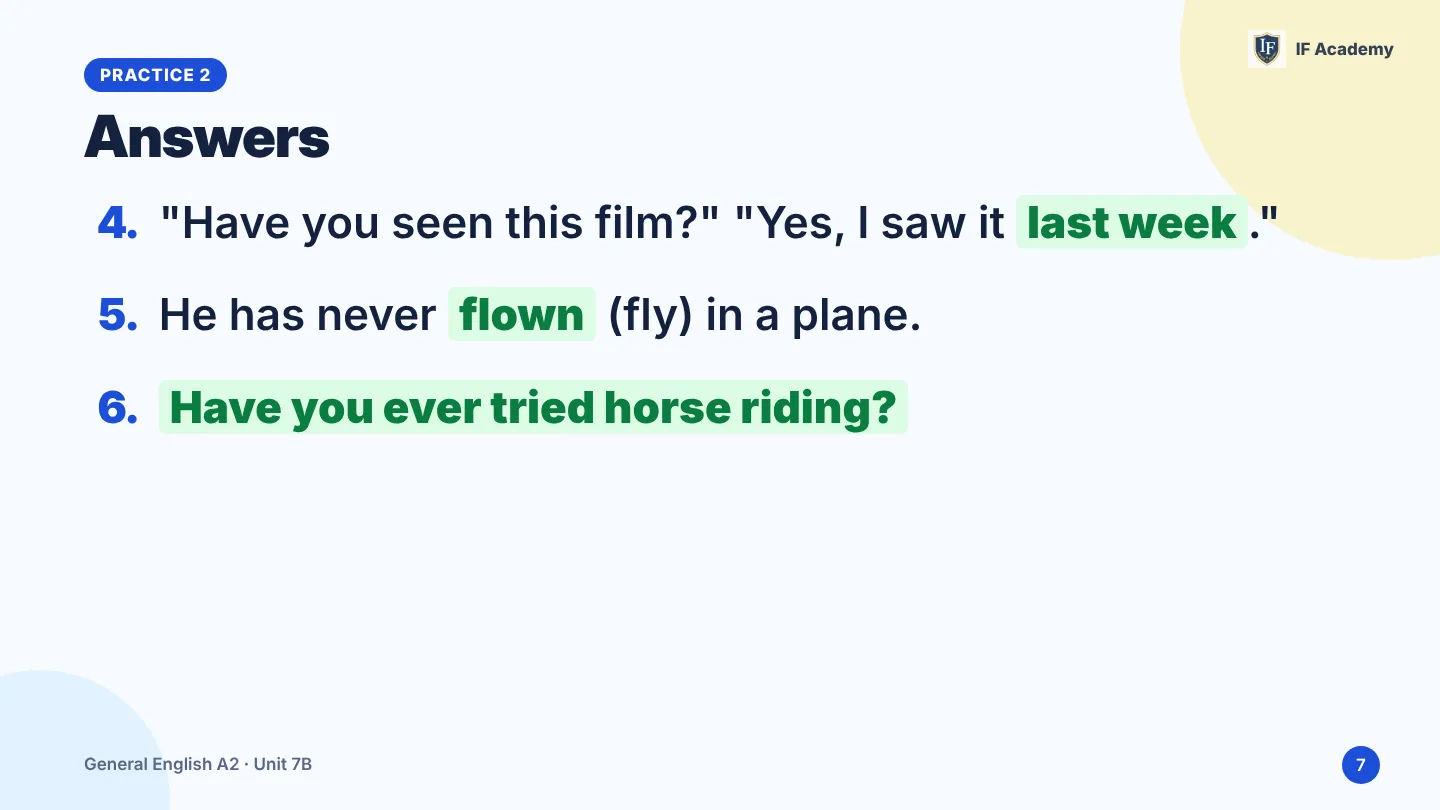 IF
IF Academy
PRACTICE 2
Answers
4. "Have you seen this film?" "Yes, I saw it last week."
5. He has never flown (fly) in a plane.
6. Have you ever tried horse riding?
General English A2 · Unit 7B
7